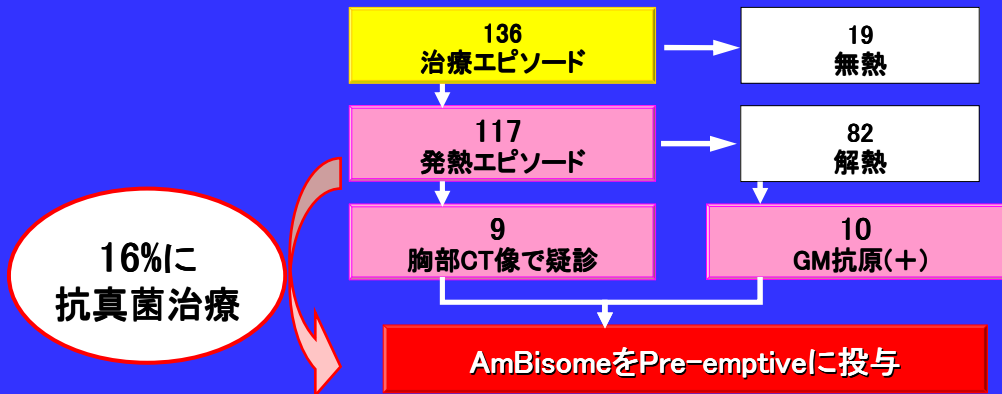 136
治療エピソード
19
無熱
117
発熱エピソード
82
解熱
9
胸部CT像で疑診
10
GM抗原(＋)
16%に
抗真菌治療
AmBisomeをPre-emptiveに投与